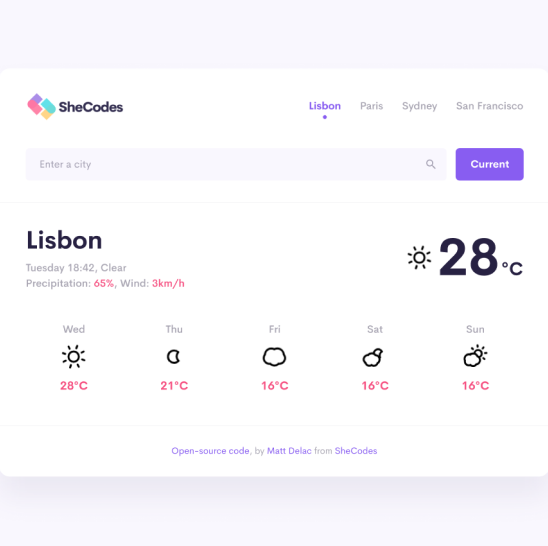 SheCodes
Lisbon Paris Sydney San Francisco
Enter a city
Current
Lisbon
Tuesday 18:42, Clear
Precipitation: 65%, Wind: 3km/h
28°C
Wed Thu Fri Sat Sun
28°C 21°C 16°C 16°C 16°C
Open-source code, by Matt Delac from SheCodes